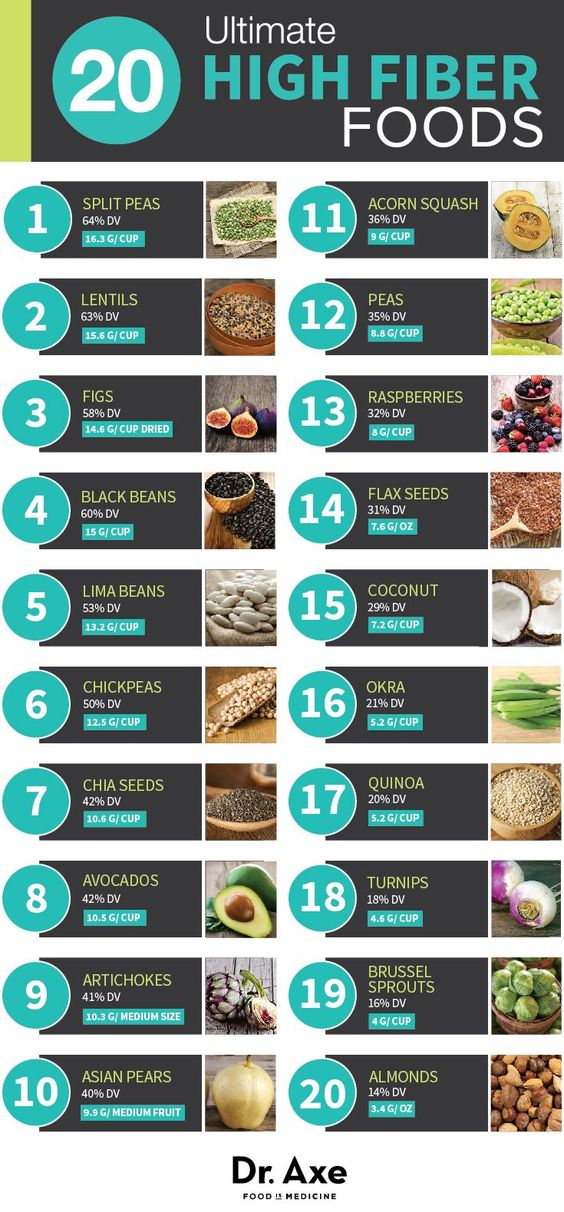 20
Ultimate
HIGH FIBER
FOODS
1
SPLIT PEAS
64% DV
16.3 G/ CUP
2
LENTILS
63% DV
15.6 G/ CUP
3
FIGS
58% DV
14.6 G/ CUP DRIED
4
BLACK BEANS
60% DV
15 G/ CUP
5
LIMA BEANS
53% DV
13.2 G/ CUP
6
CHICKPEAS
50% DV
12.5 G/ CUP
7
CHIA SEEDS
42% DV
10.6 G/ CUP
8
AVOCADOS
42% DV
10.5 G/ CUP
9
ARTICHOKES
41% DV
10.3 G/ MEDIUM SIZE
10
ASIAN PEARS
40% DV
9.9 G/ MEDIUM FRUIT
11
ACORN SQUASH
36% DV
9 G/ CUP
12
PEAS
35% DV
8.8 G/ CUP
13
RASPBERRIES
32% DV
8 G/ CUP
14
FLAX SEEDS
31% DV
7.6 G/ OZ
15
COCONUT
29% DV
7.2 G/ CUP
16
OKRA
21% DV
5.2 G/ CUP
17
QUINOA
20% DV
5.2 G/ CUP
18
TURNIPS
18% DV
4.6 G/ CUP
19
BRUSSEL
SPROUTS
16% DV
4 G/ CUP
20
ALMONDS
14% DV
3.4 G/ OZ
Dr. Axe
FOOD IS MEDICINE